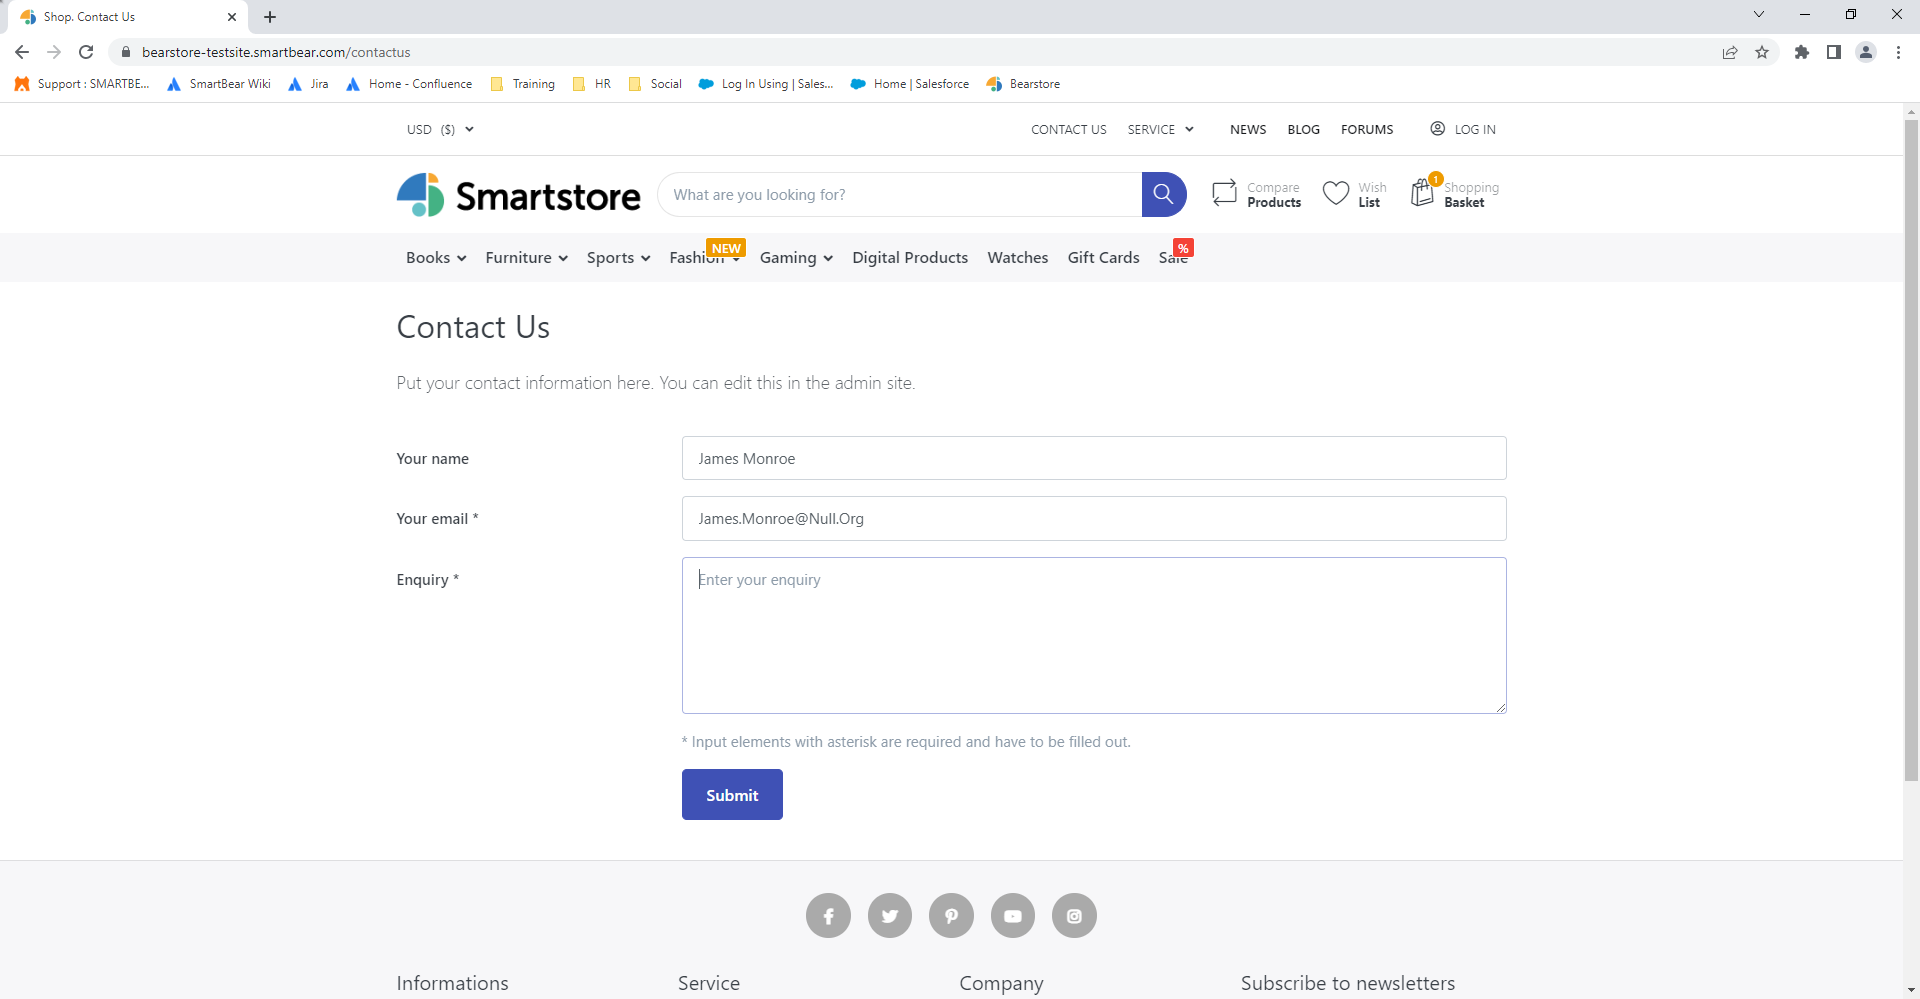 Shop. Contact Us
bearstore-testsite.smartbear.com/contactus
Support : SMARTBE... SmartBear Wiki Jira Home - Confluence Training HR Social Log In Using | Sales... Home | Salesforce Bearstore
USD ($) CONTACT US SERVICE NEWS BLOG FORUMS LOG IN
Smartstore What are you looking for? Compare Products Wish List 1 Shopping Basket
Books Furniture Sports Fashion NEW Gaming Digital Products Watches Gift Cards Sale %
Contact Us
Put your contact information here. You can edit this in the admin site.
Your name James Monroe
Your email * James.Monroe@Null.Org
Enquiry * Enter your enquiry
* Input elements with asterisk are required and have to be filled out.
Submit
Informations Service Company Subscribe to newsletters